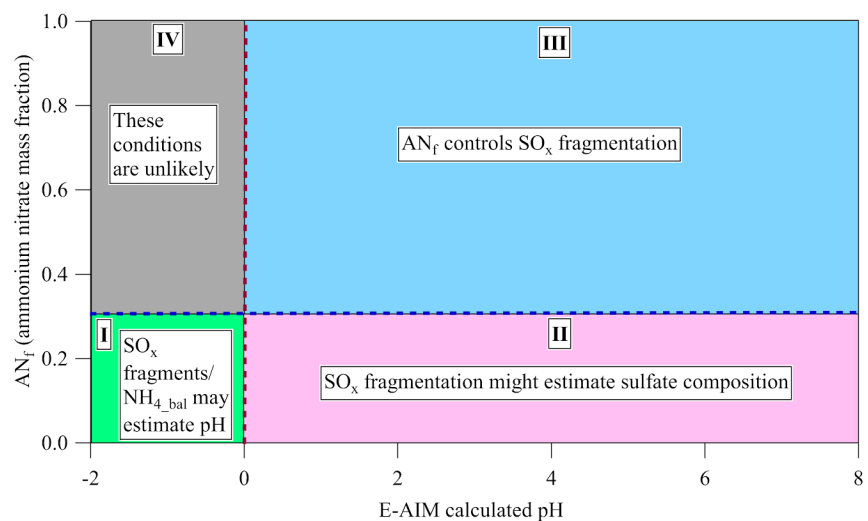 1.0
0.8
0.6
0.4
0.2
0.0
AN_f (ammonium nitrate mass fraction)
IV
These
conditions
are unlikely
III
AN_f controls SO_x fragmentation
I
SO_x
fragments/
NH_4_bal may
estimate pH
II
SO_x fragmentation might estimate sulfate composition
-2
0
2
4
6
8
E-AIM calculated pH